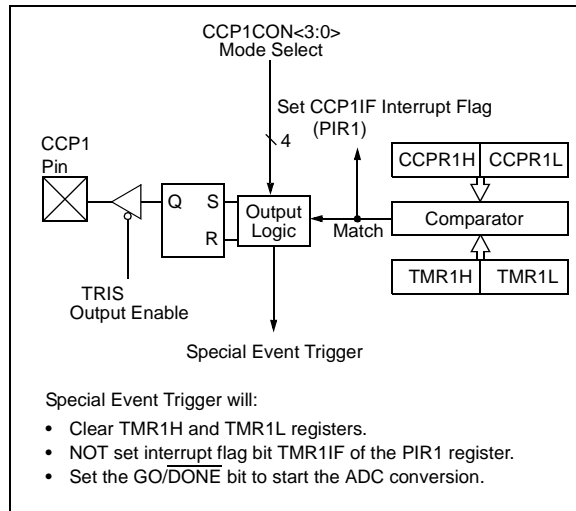 CCP1CON<3:0>
Mode Select
Set CCP1IF Interrupt Flag
(PIR1)
4
CCP1
Pin
CCPR1H CCPR1L
Q S
R
Output
Logic
Match
Comparator
TMR1H TMR1L
TRIS
Output Enable
Special Event Trigger
Special Event Trigger will:
• Clear TMR1H and TMR1L registers.
• NOT set interrupt flag bit TMR1IF of the PIR1 register.
• Set the GO/DONE bit to start the ADC conversion.